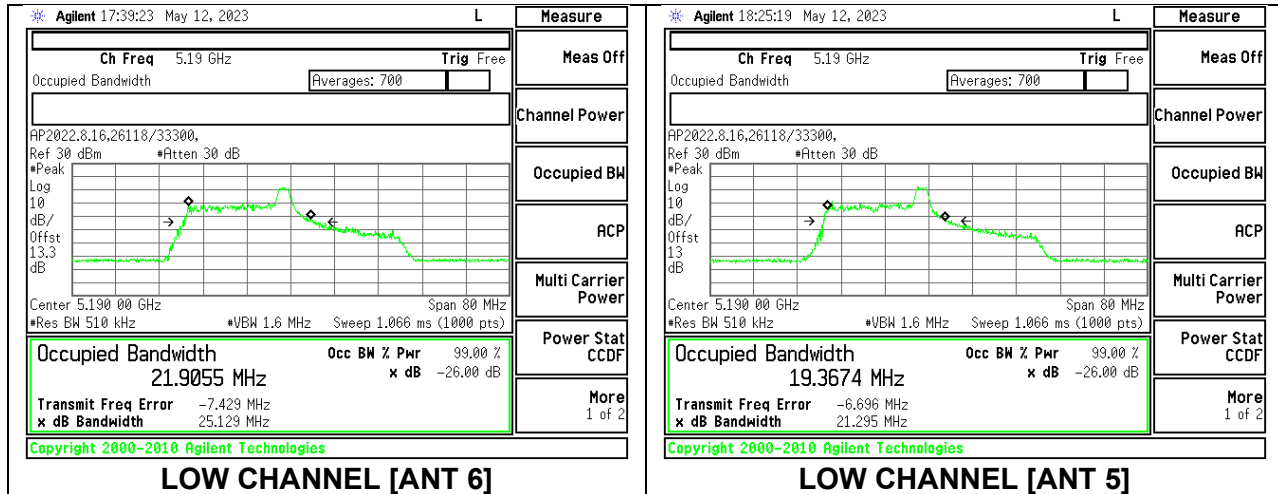 Agilent 17:39:23 May 12, 2023 L Measure
Ch Freq 5.19 GHz Trig Free
Occupied Bandwidth Averages: 700
AP2022.8.16,26118/33300,
Ref 30 dBm #Atten 30 dB
#Peak
Log
10
dB/
Offst
13.3
dB
Center 5.190 00 GHz Span 80 MHz
#Res BW 510 kHz #VBW 1.6 MHz Sweep 1.066 ms (1000 pts)
Occupied Bandwidth Occ BW % Pwr 99.00 %
21.9055 MHz x dB -26.00 dB
Transmit Freq Error -7.429 MHz
x dB Bandwidth 25.129 MHz
Copyright 2000-2010 Agilent Technologies
Meas Off
Channel Power
Occupied BW
ACP
Multi Carrier
Power
Power Stat
CCDF
More
1 of 2
LOW CHANNEL [ANT 6]
Agilent 18:25:19 May 12, 2023 L Measure
Ch Freq 5.19 GHz Trig Free
Occupied Bandwidth Averages: 700
AP2022.8.16,26118/33300,
Ref 30 dBm #Atten 30 dB
#Peak
Log
10
dB/
Offst
13
dB
Center 5.190 00 GHz Span 80 MHz
#Res BW 510 kHz #VBW 1.6 MHz Sweep 1.066 ms (1000 pts)
Occupied Bandwidth Occ BW % Pwr 99.00 %
19.3674 MHz x dB -26.00 dB
Transmit Freq Error -6.696 MHz
x dB Bandwidth 21.295 MHz
Copyright 2000-2010 Agilent Technologies
Meas Off
Channel Power
Occupied BW
ACP
Multi Carrier
Power
Power Stat
CCDF
More
1 of 2
LOW CHANNEL [ANT 5]